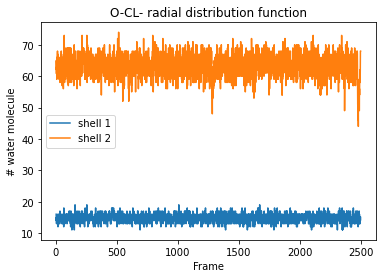 O-CL- radial distribution function
# water molecule
70
60
50
40
30
20
10
shell 1
shell 2
0
500
1000
1500
2000
2500
Frame